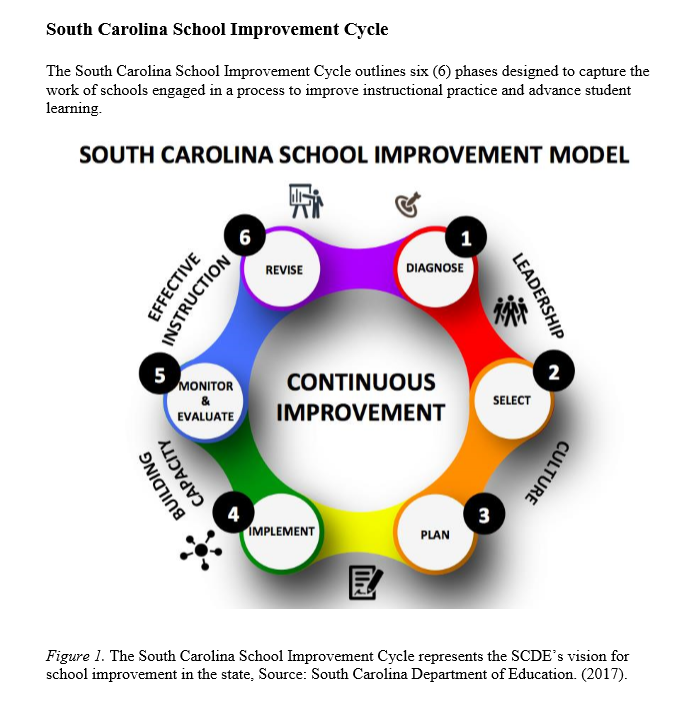 South Carolina School Improvement Cycle
The South Carolina School Improvement Cycle outlines six (6) phases designed to capture the
work of schools engaged in a process to improve instructional practice and advance student
learning.
SOUTH CAROLINA SCHOOL IMPROVEMENT MODEL
1
DIAGNOSE
LEADERSHIP
2
SELECT
CULTURE
3
PLAN
4
IMPLEMENT
BUILDING
CAPACITY
5
MONITOR
&
EVALUATE
EFFECTIVE
INSTRUCTION
6
REVISE
CONTINUOUS
IMPROVEMENT
Figure 1. The South Carolina School Improvement Cycle represents the SCDE's vision for
school improvement in the state, Source: South Carolina Department of Education. (2017).